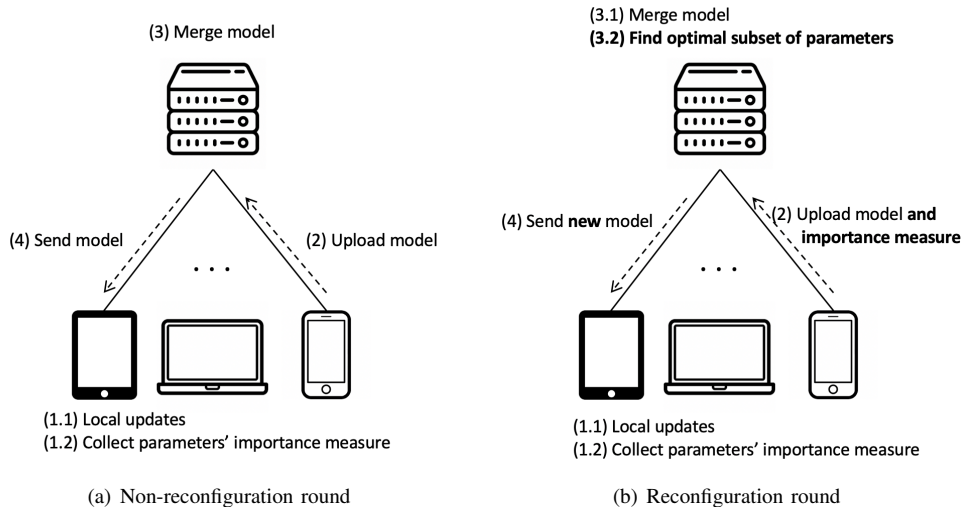 (3) Merge model
(4) Send model
(2) Upload model
. . .
(1.1) Local updates
(1.2) Collect parameters’ importance measure
(a) Non-reconfiguration round
(3.1) Merge model
(3.2) Find optimal subset of parameters
(4) Send new model
(2) Upload model and
importance measure
. . .
(1.1) Local updates
(1.2) Collect parameters’ importance measure
(b) Reconfiguration round